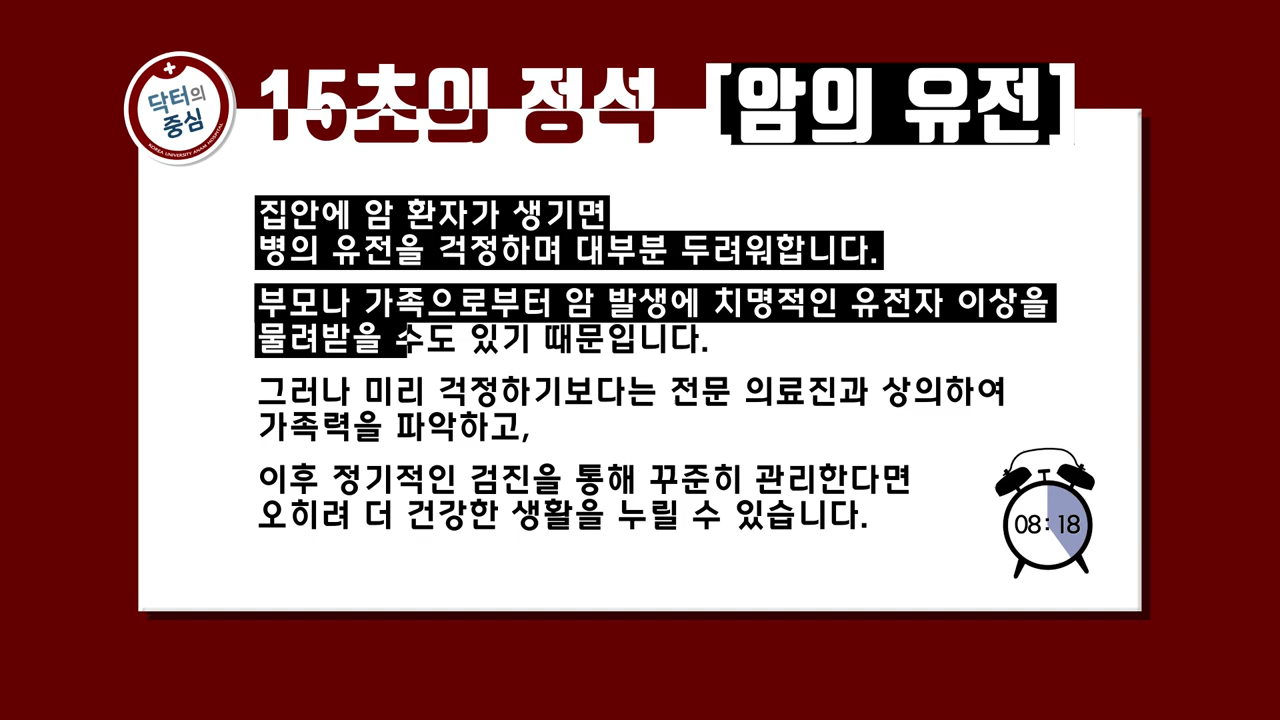 닥터의
중심
KOREA UNIVERSITY ANAM HOSPITAL
15초의 정석 [암의 유전]
집안에 암 환자가 생기면
병의 유전을 걱정하며 대부분 두려워합니다.
부모나 가족으로부터 암 발생에 치명적인 유전자 이상을
물려받을 수도 있기 때문입니다.
그러나 미리 걱정하기보다는 전문 의료진과 상의하여
가족력을 파악하고,
이후 정기적인 검진을 통해 꾸준히 관리한다면
오히려 더 건강한 생활을 누릴 수 있습니다.
08:18